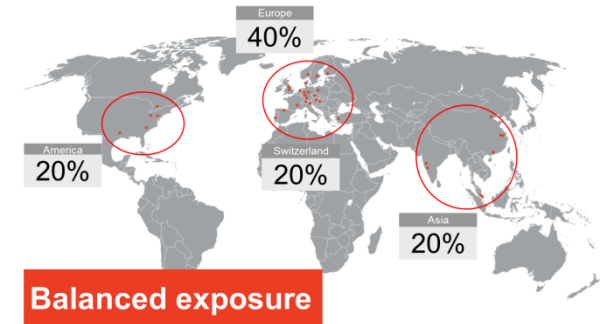 Europe
40%
America
20%
Switzerland
20%
Asia
20%
Balanced exposure